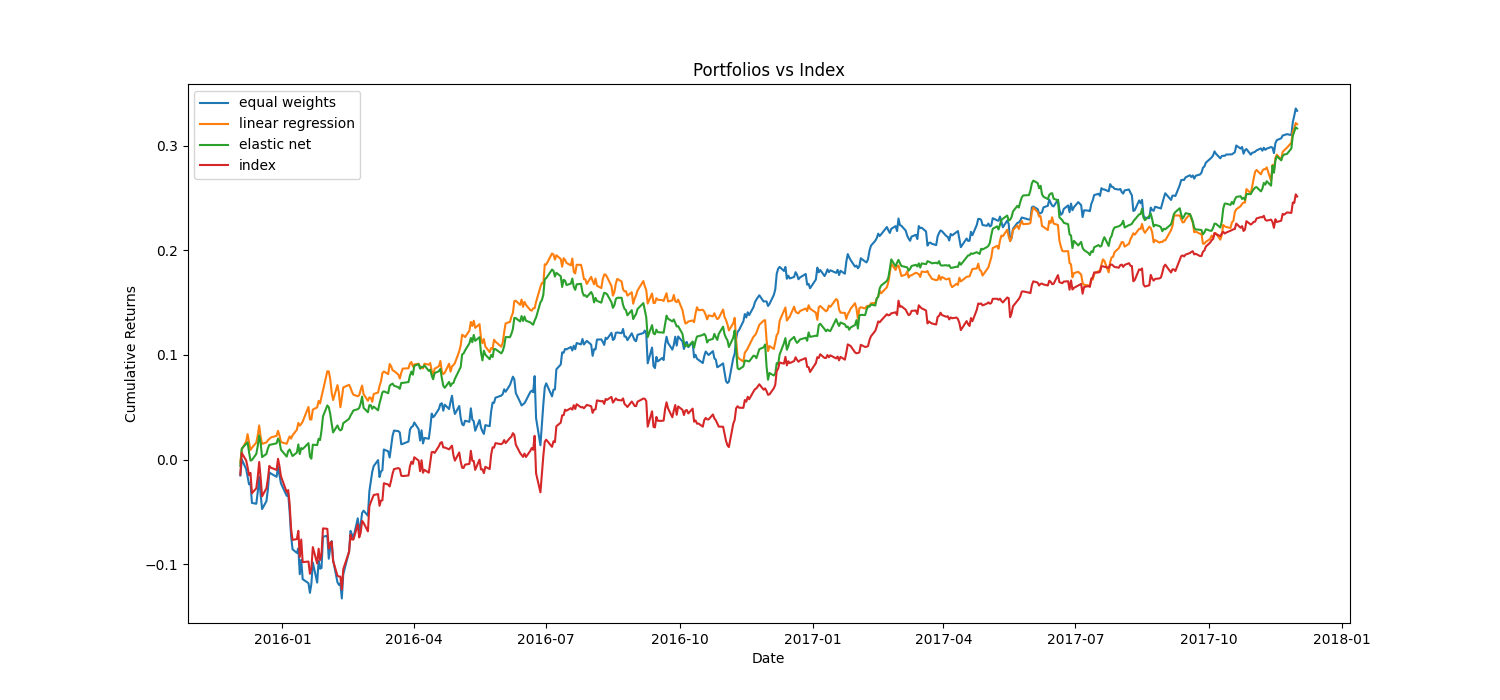 Portfolios vs Index
equal weights
linear regression
elastic net
index
Cumulative Returns
0.3
0.2
0.1
0.0
−0.1
2016-01 2016-04 2016-07 2016-10 2017-01 2017-04 2017-07 2017-10 2018-01
Date